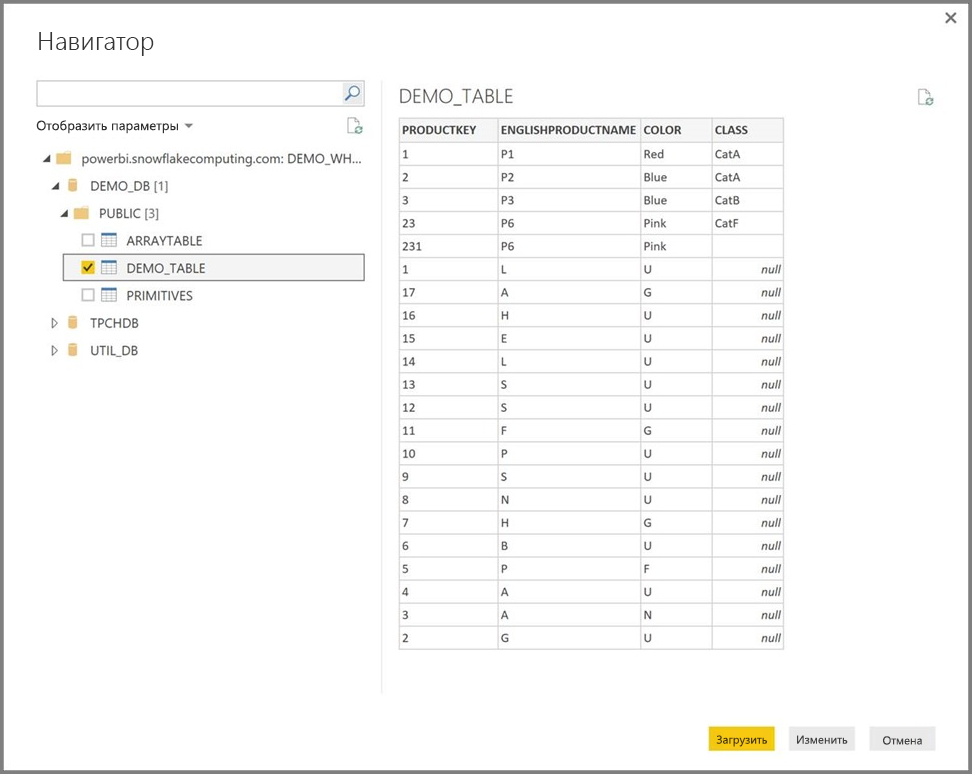 Навигатор
Отобразить параметры
powerbi.snowflakecomputing.com: DEMO_WH...
DEMO_DB [1]
PUBLIC [3]
ARRAYTABLE
DEMO_TABLE
PRIMITIVES
TPCHDB
UTIL_DB
DEMO_TABLE
PRODUCTKEY ENGLISHPRODUCTNAME COLOR CLASS
1 P1 Red CatA
2 P2 Blue CatA
3 P3 Blue CatB
23 P6 Pink CatF
231 P6 Pink
1 L U null
17 A G null
16 H U null
15 E U null
14 L U null
13 S U null
12 S U null
11 F G null
10 P U null
9 S U null
8 N U null
7 H G null
6 B U null
5 P F null
4 A U null
3 A N null
2 G U null
Загрузить Изменить Отмена